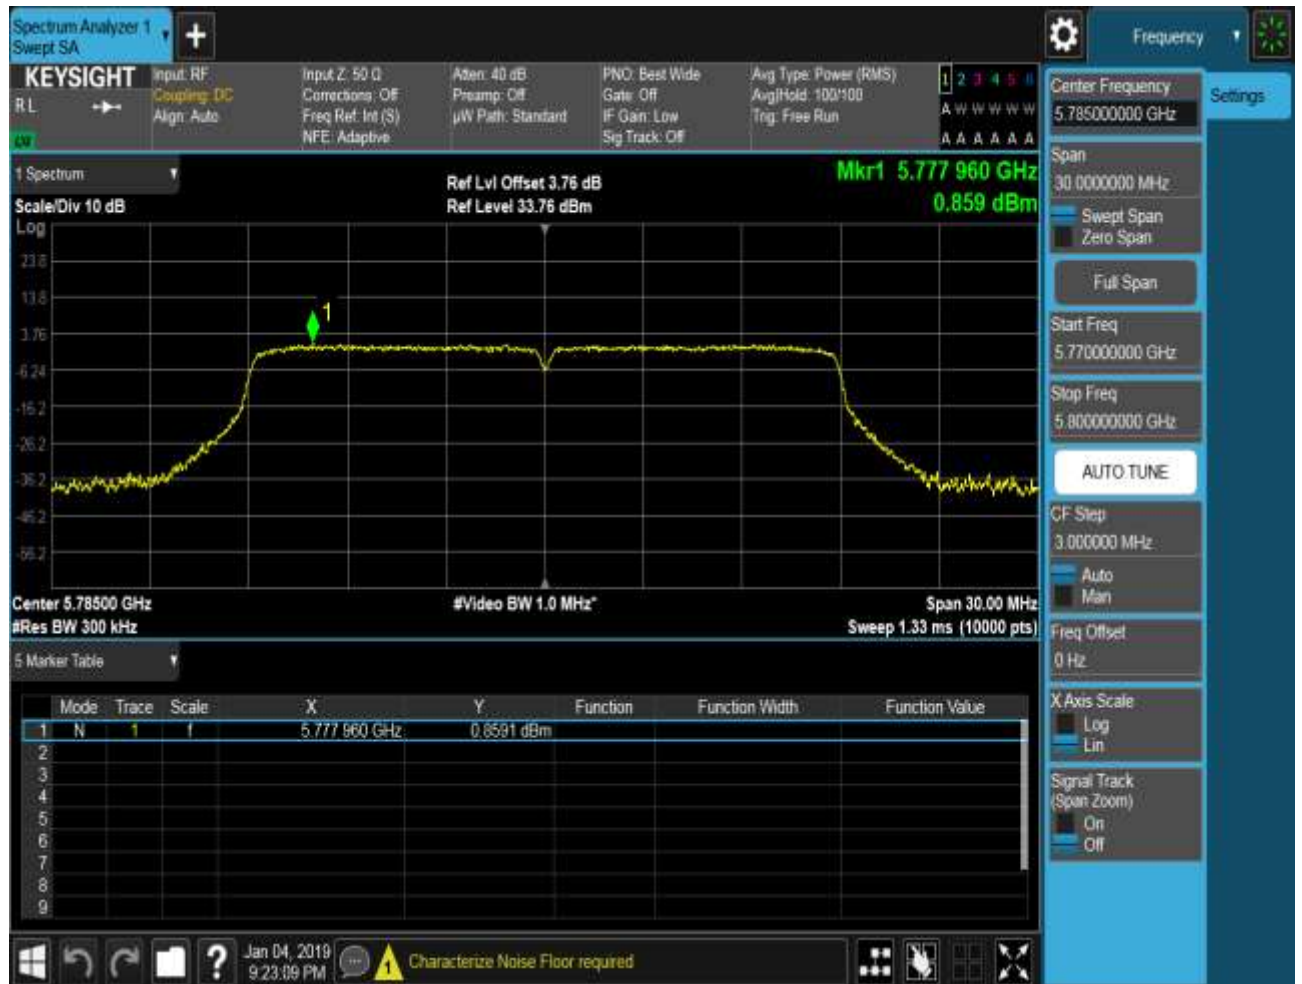 Spectrum Analyzer 1
Swept SA
+
Frequency
KEYSIGHT
R L
Input: RF
Coupling: DC
Align: Auto
Input Z: 50 Ω
Corrections: Off
Freq Ref: Int (S)
NFE: Adaptive
Atten: 40 dB
Preamp: Off
µW Path: Standard
PNO: Best Wide
Gate: Off
IF Gain: Low
Sig Track: Off
Avg Type: Power (RMS)
Avg|Hold: 100/100
Trig: Free Run
1 2 3 4 5 6
A W W W W W
A A A A A A
Center Frequency
5.785000000 GHz
Settings
Span
30.0000000 MHz
Swept Span
Zero Span
Full Span
Start Freq
5.770000000 GHz
Stop Freq
5.800000000 GHz
AUTO TUNE
CF Step
3.000000 MHz
Auto
Man
Freq Offset
0 Hz
X Axis Scale
Log
Lin
Signal Track
(Span Zoom)
On
Off
1 Spectrum
Scale/Div 10 dB
Log
Ref Lvl Offset 3.76 dB
Ref Level 33.76 dBm
Mkr1 5.777 960 GHz
0.859 dBm
23.8
13.8
3.76
-6.24
-16.2
-26.2
-36.2
-46.2
-56.2
1
Center 5.78500 GHz
#Res BW 300 kHz
#Video BW 1.0 MHz*
Span 30.00 MHz
Sweep 1.33 ms (10000 pts)
5 Marker Table
Mode Trace Scale X Y Function Function Width Function Value
1 N 1 f 5.777 960 GHz 0.8591 dBm
2
3
4
5
6
7
8
9
?
Jan 04, 2019
9:23:09 PM
1
Characterize Noise Floor required